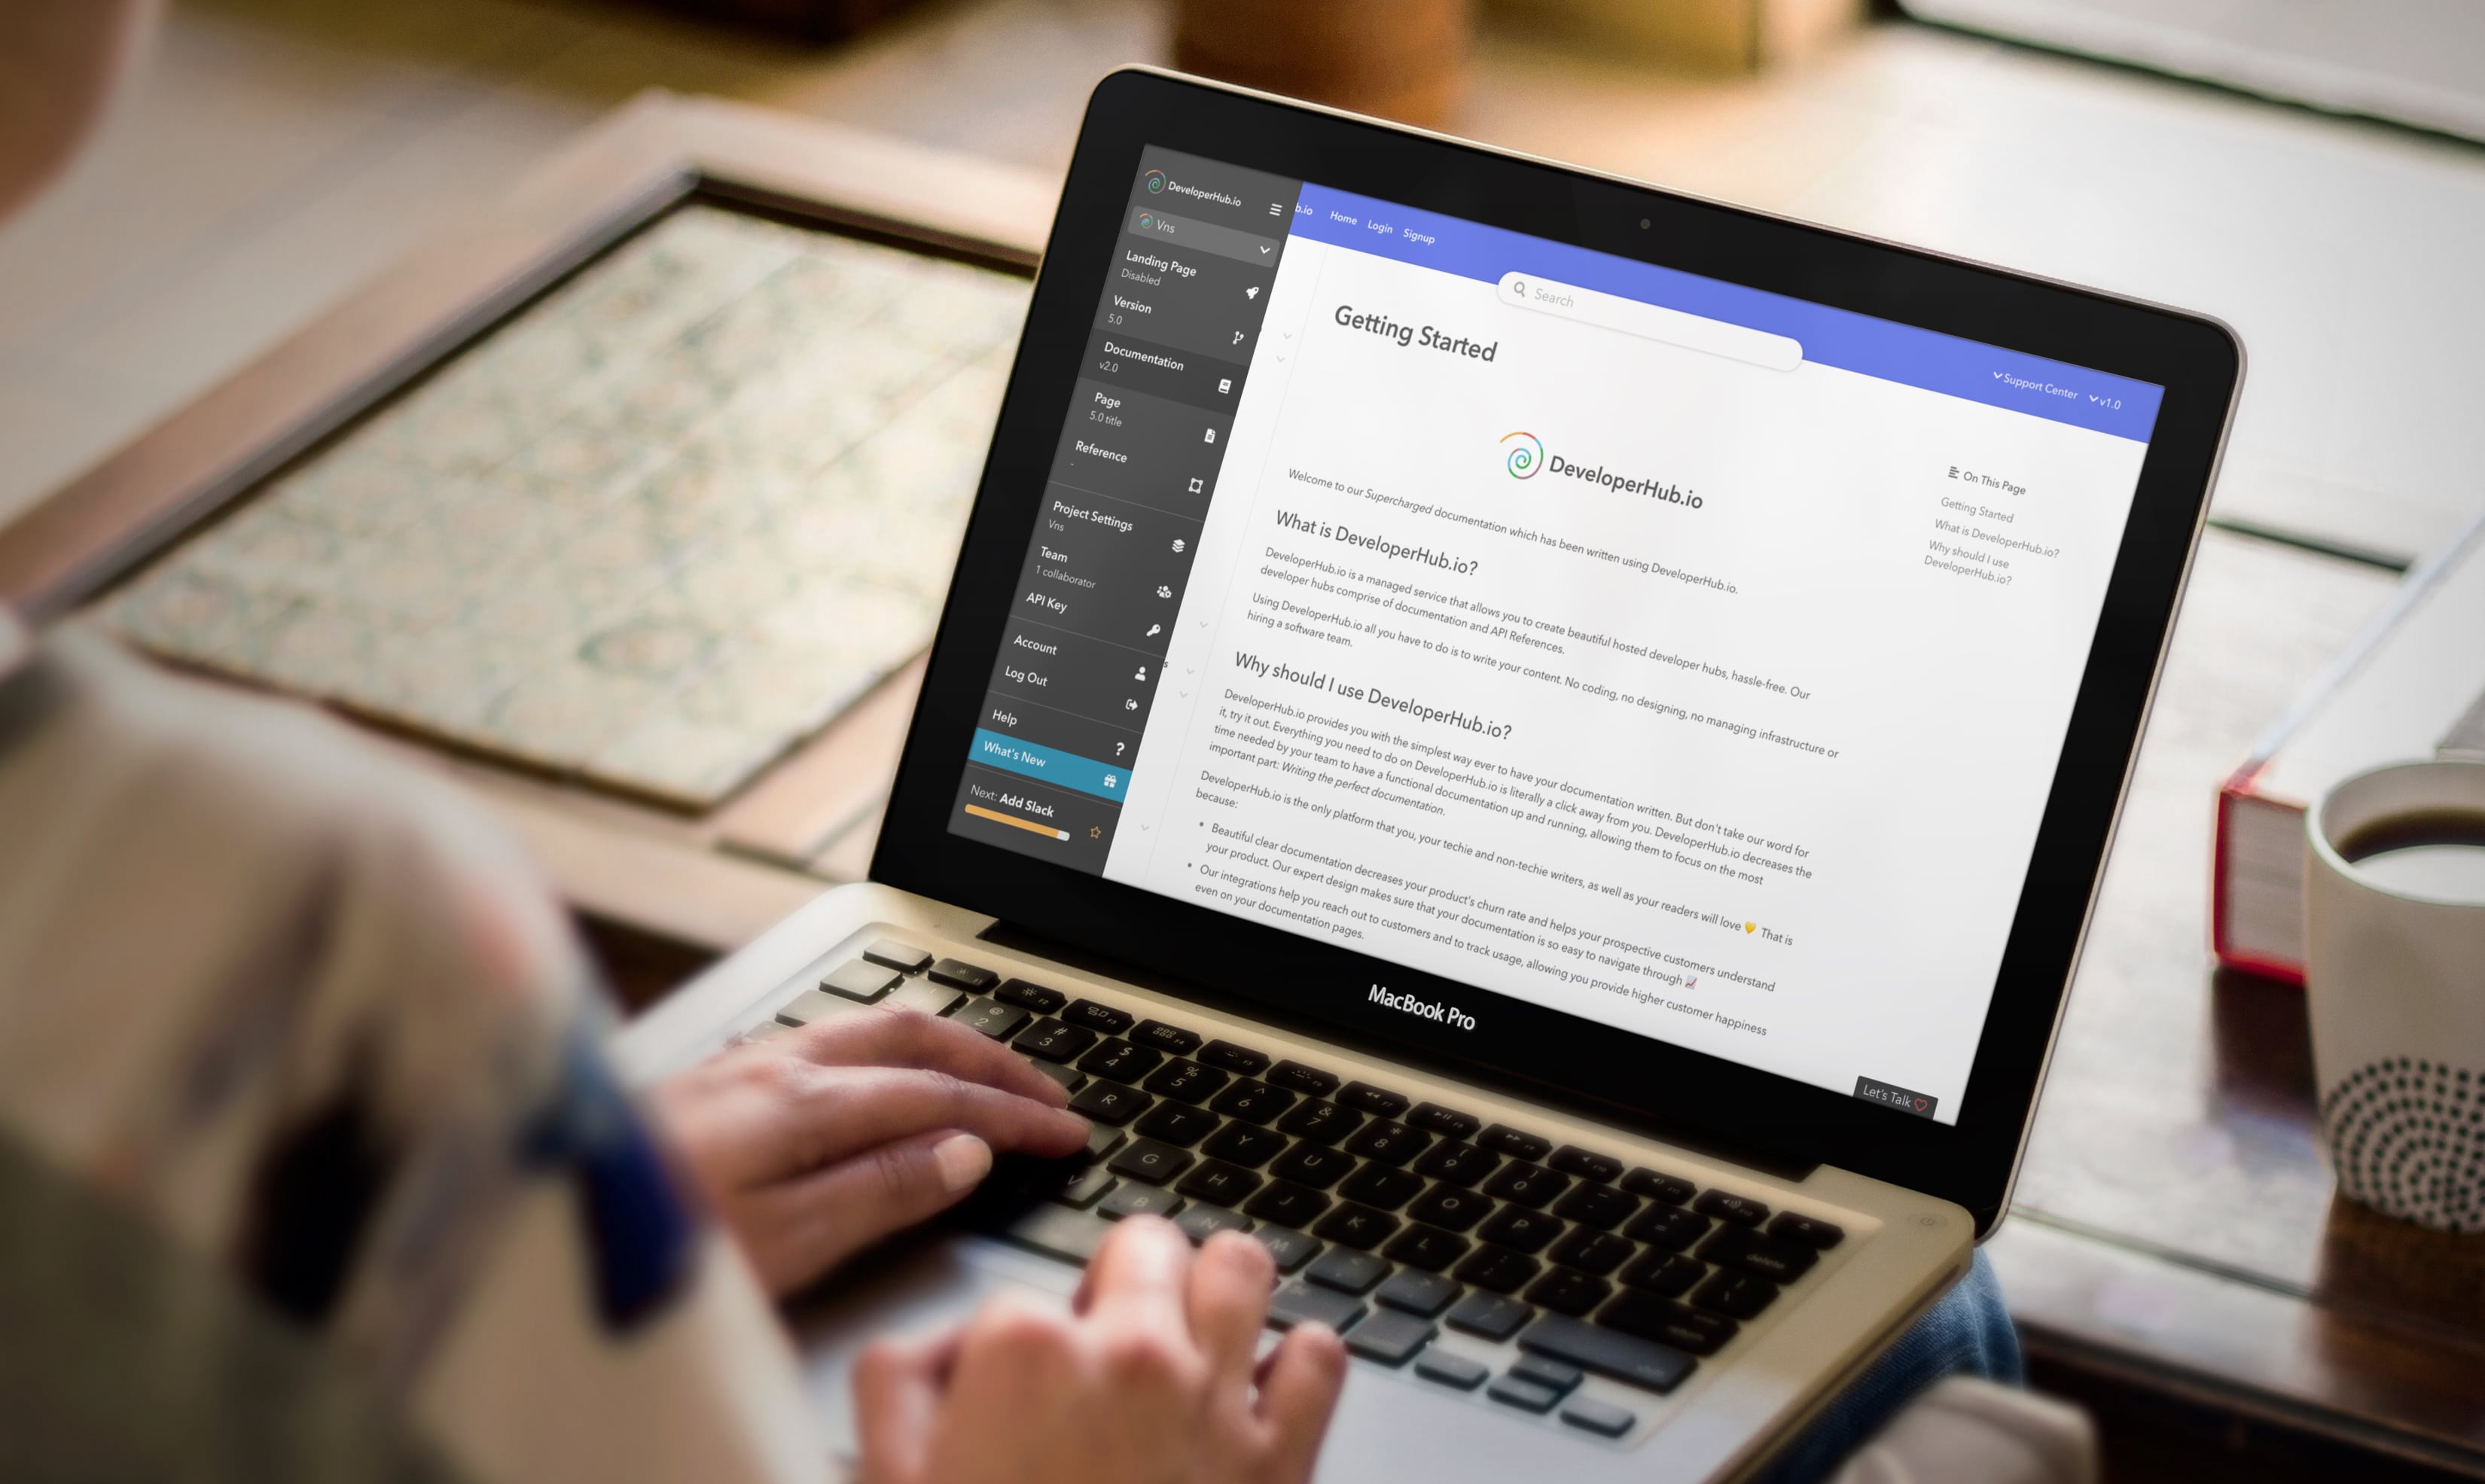 DeveloperHub.io
Vns
Landing Page
Disabled
Version
5.0
Documentation
v2.0
Page
5.0 title
Reference
-
Project Settings
Vns
Team
1 collaborator
API Key
Account
Log Out
Help
?
What's New
Next: Add Slack
b.io Home Login Signup
Search
Support Center v1.0
Getting Started
DeveloperHub.io
Welcome to our Supercharged documentation which has been written using DeveloperHub.io.
What is DeveloperHub.io?
DeveloperHub.io is a managed service that allows you to create beautiful hosted developer hubs, hassle-free. Our
developer hubs comprise of documentation and API References.
Using DeveloperHub.io all you have to do is to write your content. No coding, no designing, no managing infrastructure or
hiring a software team.
Why should I use DeveloperHub.io?
DeveloperHub.io provides you with the simplest way ever to have your documentation written. But don't take our word for
it, try it out. Everything you need to do on DeveloperHub.io is literally a click away from you. DeveloperHub.io decreases the
time needed by your team to have a functional documentation up and running, allowing them to focus on the most
important part: Writing the perfect documentation.
DeveloperHub.io is the only platform that you, your techie and non-techie writers, as well as your readers will love 💛 That is
because:
• Beautiful clear documentation decreases your product's churn rate and helps your prospective customers understand
your product. Our expert design makes sure that your documentation is so easy to navigate through 📈
• Our integrations help you reach out to customers and to track usage, allowing you provide higher customer happiness
even on your documentation pages.
On This Page
Getting Started
What is DeveloperHub.io?
Why should I use
DeveloperHub.io?
s
Let's Talk
MacBook Pro
@ # $ % ^ & * (
2 3 4 5 6 7 8 9 0
R T Y U I O P
G H J K L
V B N M
delete
return